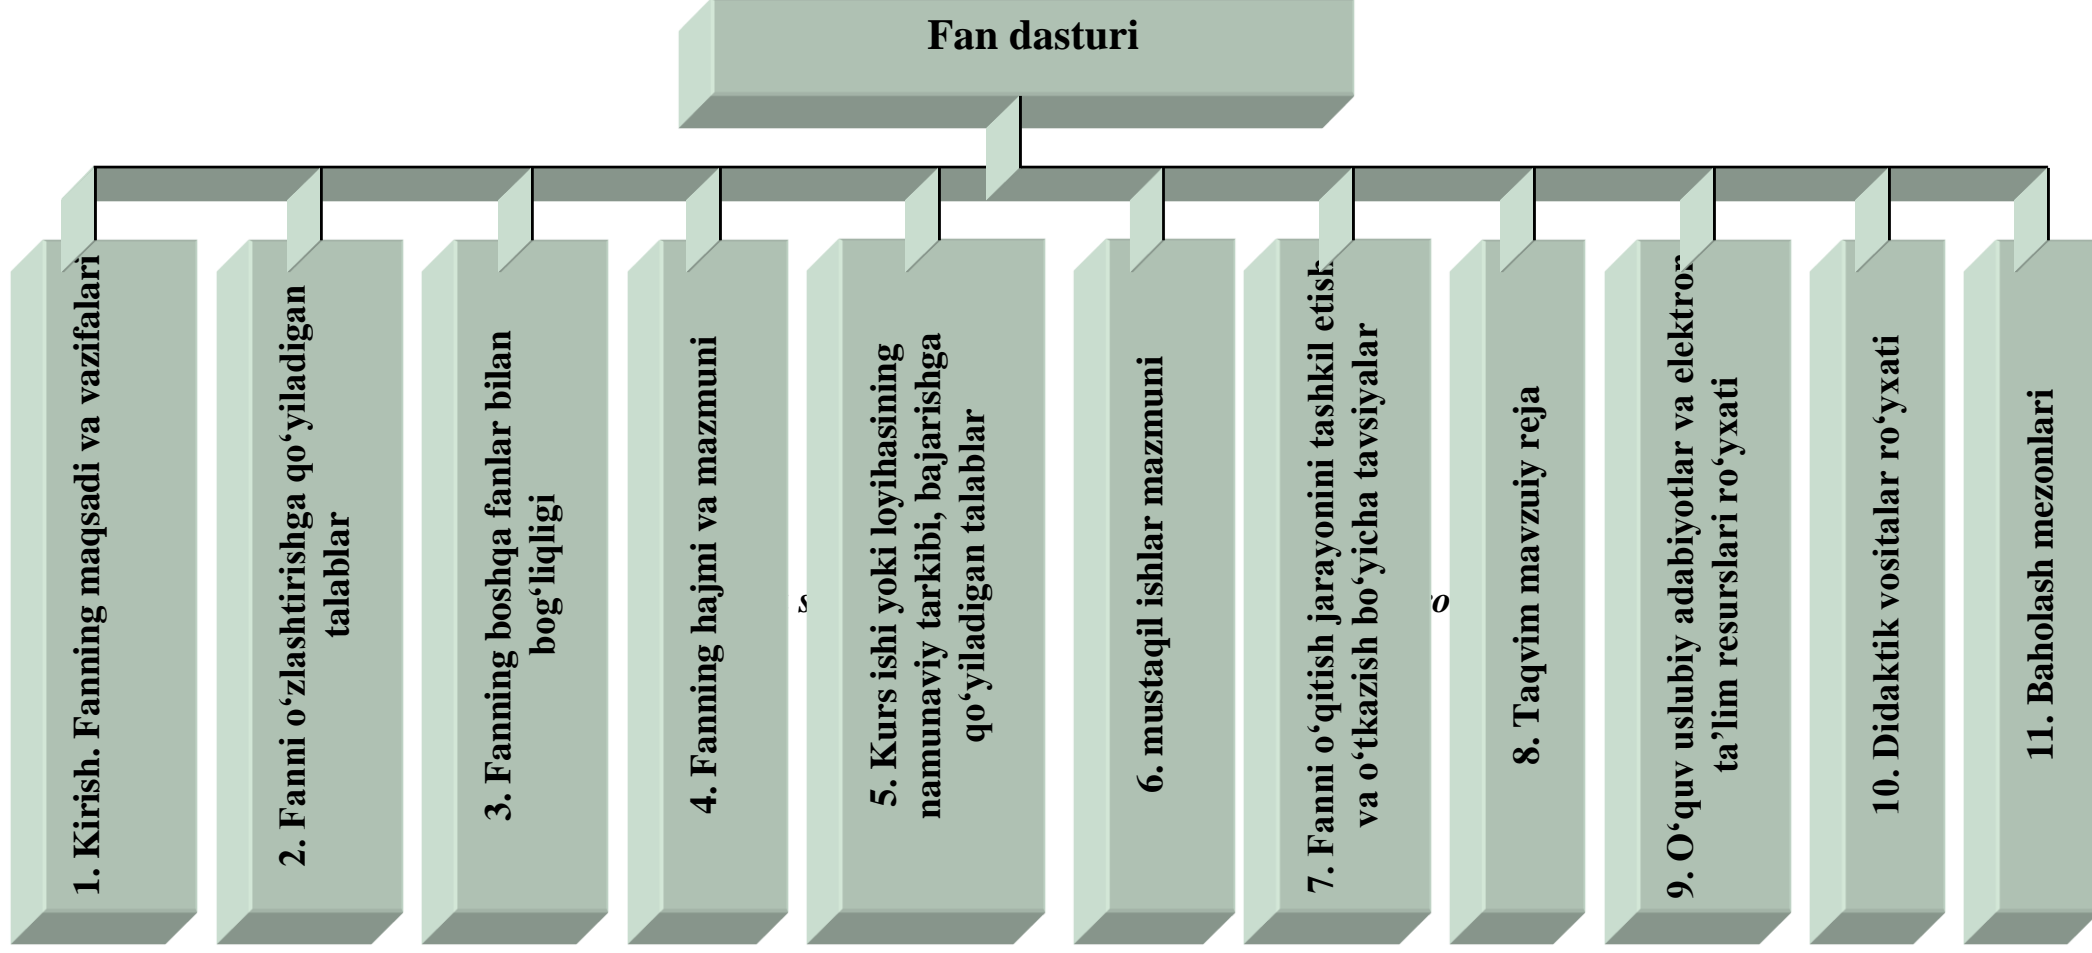 Fan dasturi
1. Kirish. Fanning maqsadi va vazifalari
2. Fanni o‘zlashtirishga qo‘yiladigan
talablar
3. Fanning boshqa fanlar bilan
bog‘liqligi
4. Fanning hajmi va mazmuni
5. Kurs ishi yoki loyihasining
namunaviy tarkibi, bajarishga
qo‘yiladigan talablar
6. mustaqil ishlar mazmuni
7. Fanni o‘qitish jarayonini tashkil etish
va o‘tkazish bo‘yicha tavsiyalar
8. Taqvim mavzuiy reja
9. O‘quv uslubiy adabiyotlar va elektron
ta’lim resurslari ro‘yxati
10. Didaktik vositalar ro‘yxati
11. Baholash mezonlari